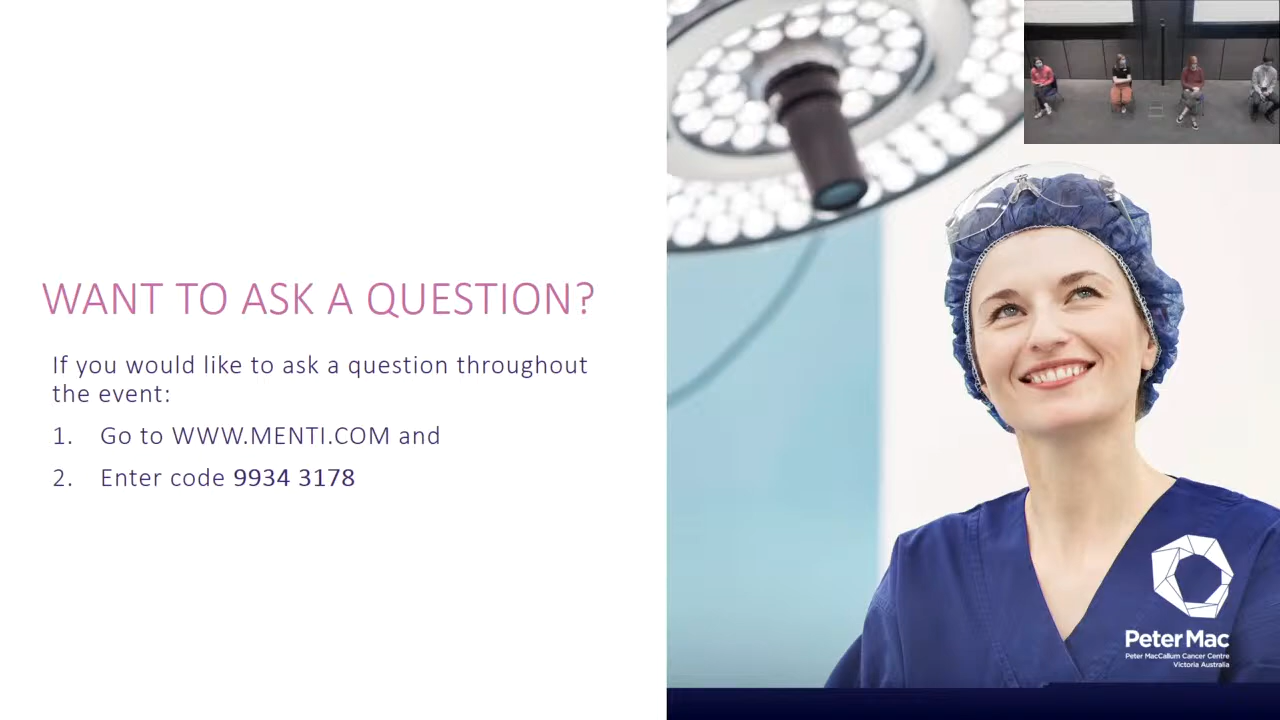 WANT TO ASK A QUESTION?
If you would like to ask a question throughout
the event:
1. Go to WWW.MENTI.COM and
2. Enter code 9934 3178
Peter Mac
Peter MacCallum Cancer Centre
Victoria Australia